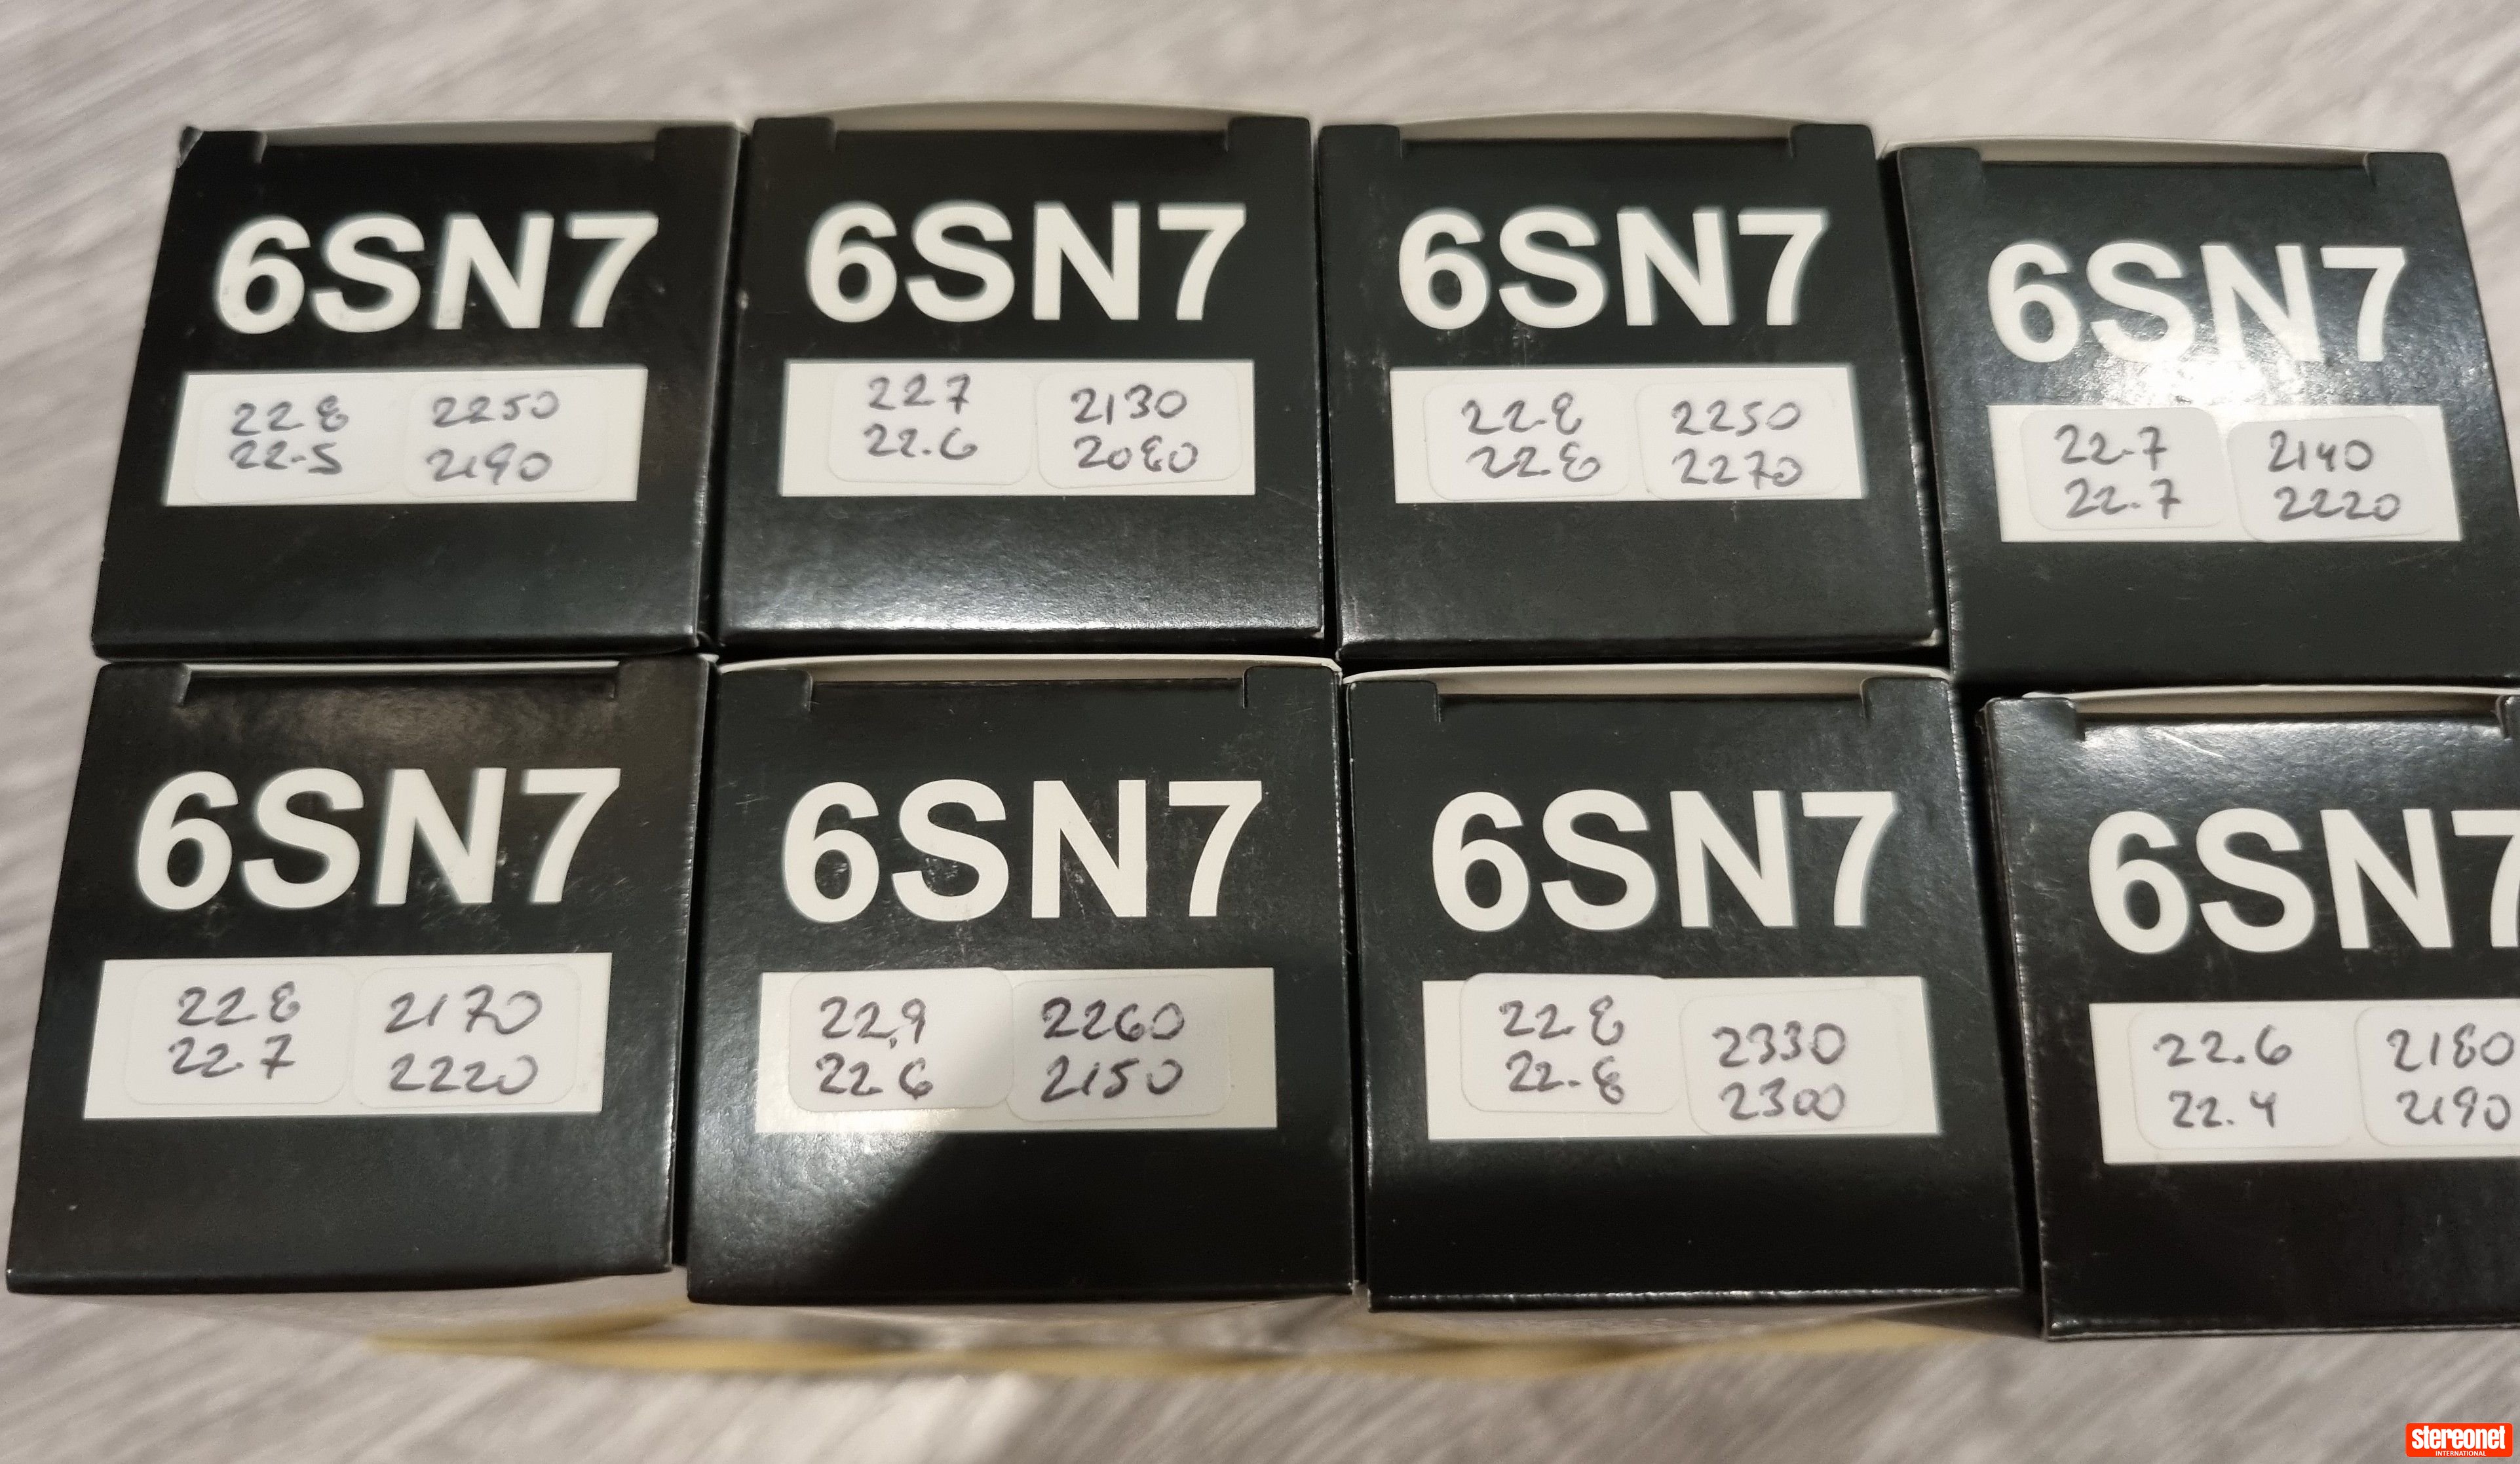 6SN7 6SN7 6SN7 6SN7
22.8 2250 22.7 2130 22.8 2250 22.7 2140
22.5 2190 22.6 2080 22.8 2270 22.7 2220
6SN7 6SN7 6SN7 6SN7
22.8 2170 22.9 2260 22.8 2330 22.6 2180
22.7 2220 22.6 2150 22.8 2300 22.4 2190
stereonet
INTERNATIONAL